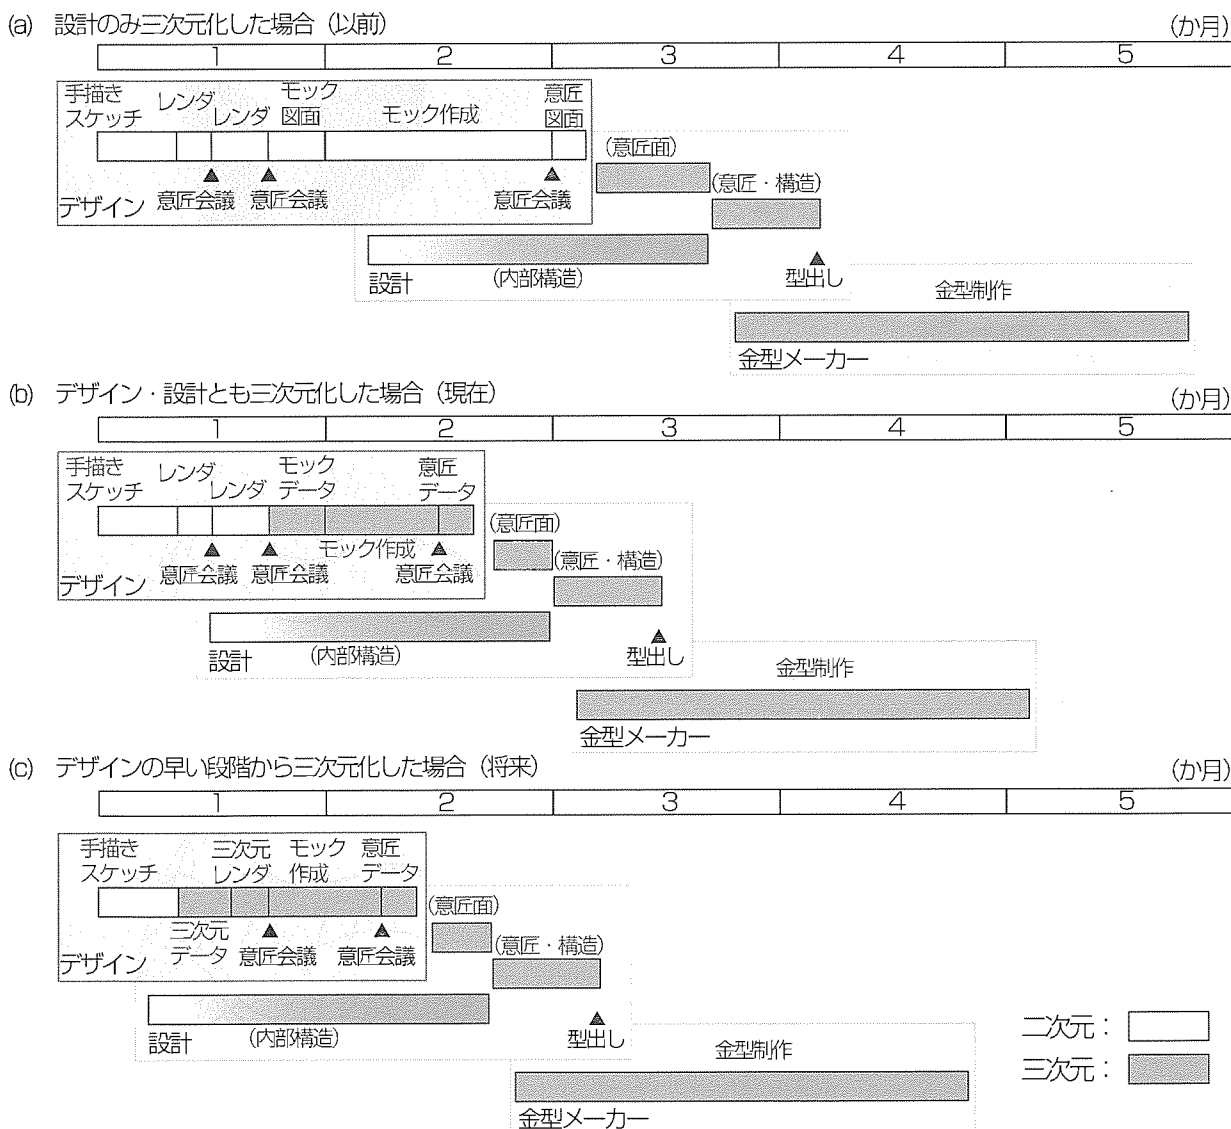 (a) 設計のみ三次元化した場合（以前） (か月)
1 2 3 4 5
手描き
スケッチ
レンダ
レンダ
モック
図面
モック作成
意匠
図面
意匠会議 意匠会議 意匠会議
デザイン
(意匠面)
(意匠・構造)
設計 (内部構造) 型出し
金型制作
金型メーカー
(b) デザイン・設計とも三次元化した場合（現在） (か月)
1 2 3 4 5
手描き
スケッチ
レンダ
レンダ
モック
データ
意匠
データ
モック作成
意匠会議 意匠会議 意匠会議
デザイン
(意匠面)
(意匠・構造)
設計 (内部構造) 型出し
金型制作
金型メーカー
(c) デザインの早い段階から三次元化した場合（将来） (か月)
1 2 3 4 5
手描き
スケッチ
三次元
レンダ
モック
作成
意匠
データ
三次元
データ
意匠会議 意匠会議
デザイン
(意匠面)
(意匠・構造)
設計 (内部構造) 型出し
金型制作
金型メーカー
二次元：
三次元：